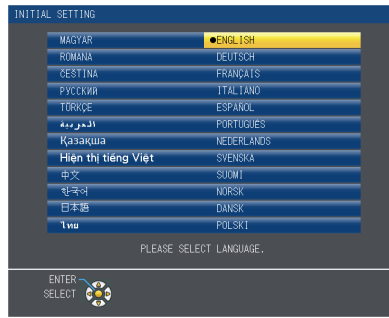 INITIAL SETTING
MAGYAR ●ENGLISH
ROMÂNA DEUTSCH
ČEŠTINA FRANÇAIS
РУССКИЙ ITALIANO
TÜRKÇE ESPAÑOL
العربية PORTUGUÊS
Қазақша NEDERLANDS
Hiện thị tiếng Việt SVENSKA
中文 SUOMI
한국어 NORSK
日本語 DANSK
ไทย POLSKI
PLEASE SELECT LANGUAGE.
ENTER
SELECT